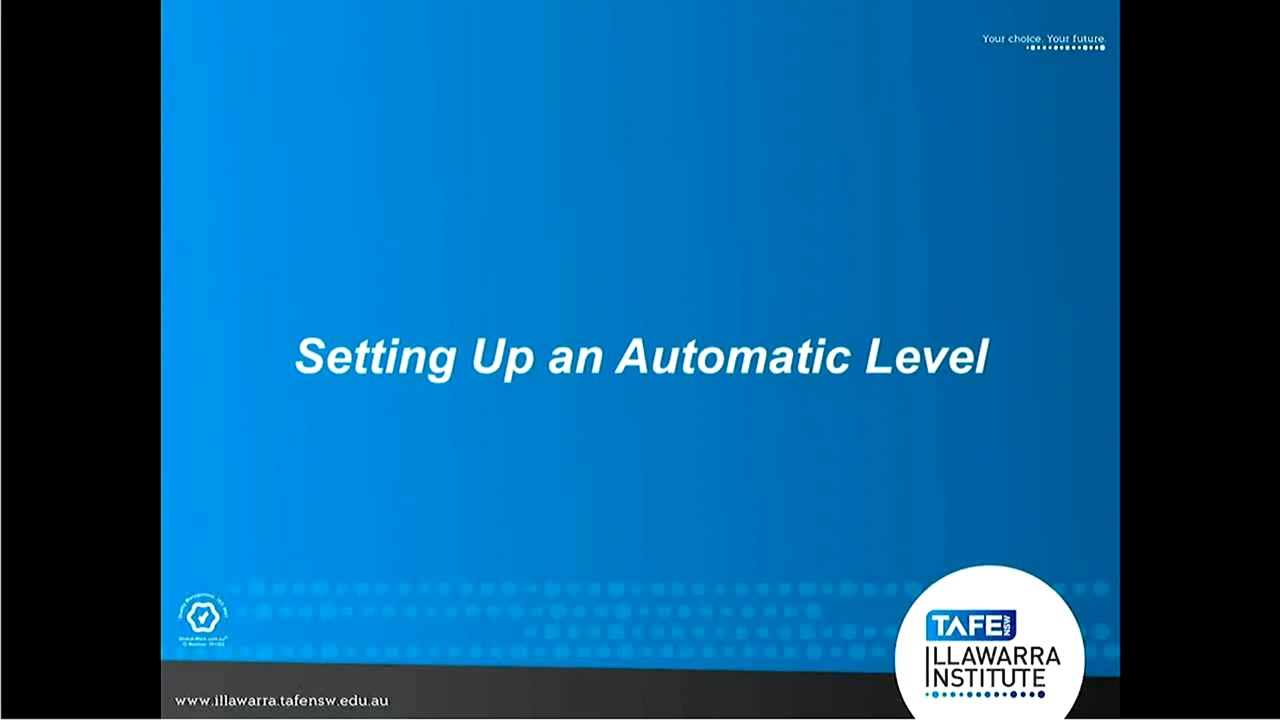 Your choice. Your future.
Setting Up an Automatic Level
TAFE NSW
ILLAWARRA
INSTITUTE
www.illawarra.tafensw.edu.au